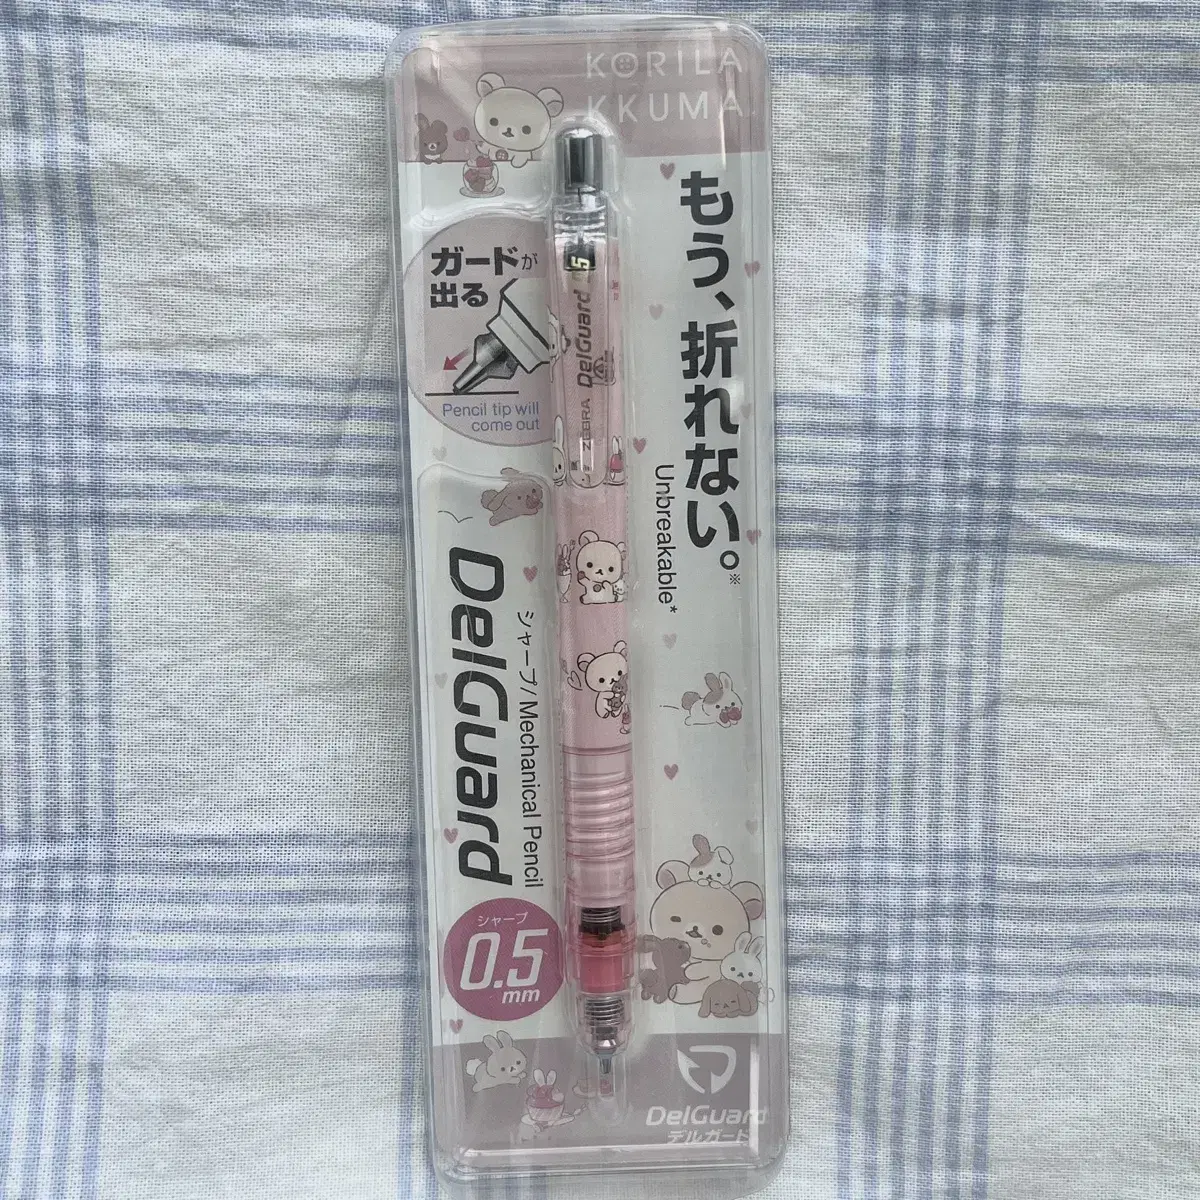 KORILA
KKUMA
もう、折れない。※
Unbreakable*
ガードが
出る
Pencil tip will
come out
0.5
ZEBRA DelGuard
シャープ/Mechanical Pencil
DelGuard
シャープ
0.5
mm
DelGuard
デルガード